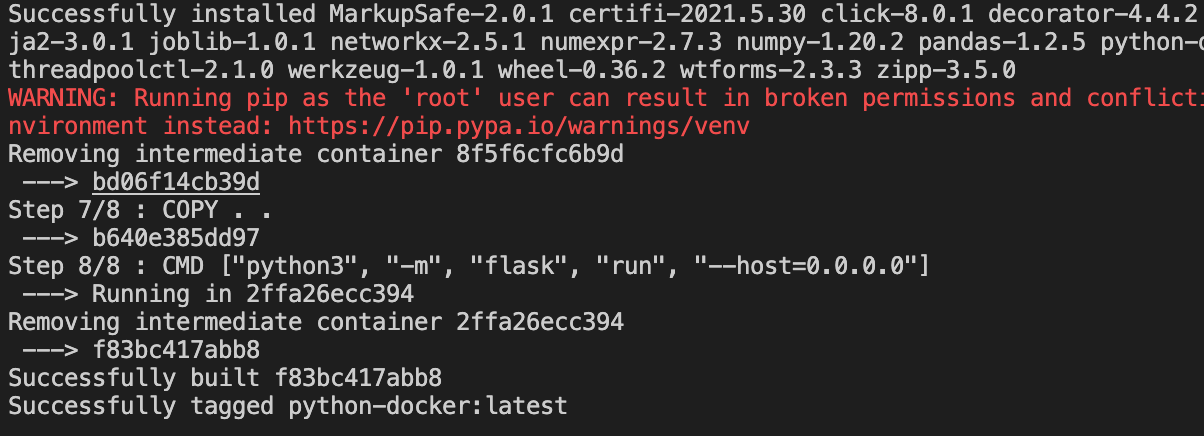 Successfully installed MarkupSafe-2.0.1 certifi-2021.5.30 click-8.0.1 decorator-4.4.2
ja2-3.0.1 joblib-1.0.1 networkx-2.5.1 numexpr-2.7.3 numpy-1.20.2 pandas-1.2.5 python-d
threadpoolctl-2.1.0 werkzeug-1.0.1 wheel-0.36.2 wtforms-2.3.3 zipp-3.5.0
WARNING: Running pip as the 'root' user can result in broken permissions and conflicti
nvironment instead: https://pip.pypa.io/warnings/venv
Removing intermediate container 8f5f6cfc6b9d
 ---> bd06f14cb39d
Step 7/8 : COPY . .
 ---> b640e385dd97
Step 8/8 : CMD ["python3", "-m", "flask", "run", "--host=0.0.0.0"]
 ---> Running in 2ffa26ecc394
Removing intermediate container 2ffa26ecc394
 ---> f83bc417abb8
Successfully built f83bc417abb8
Successfully tagged python-docker:latest